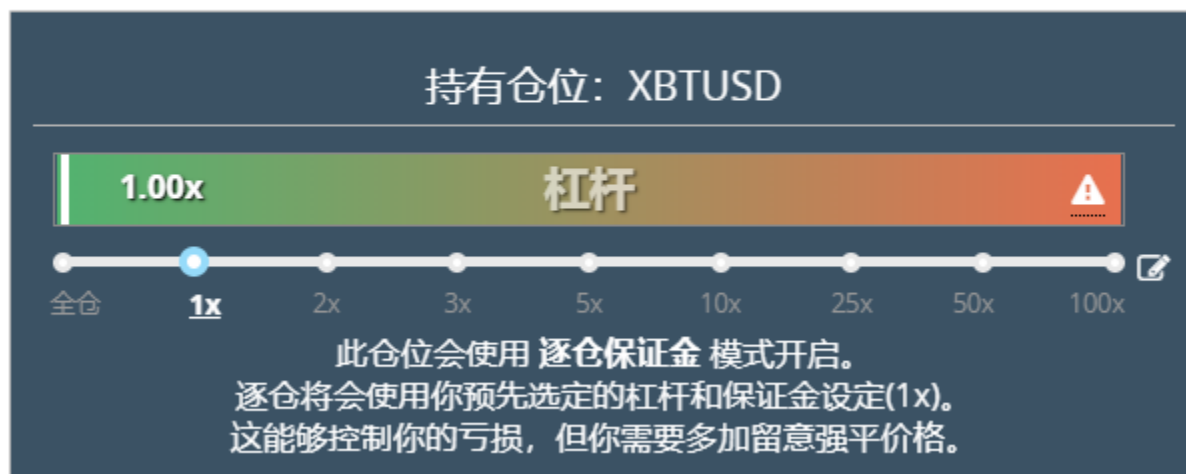 持有仓位：XBTUSD
1.00x 杠杆
全仓 1x 2x 3x 5x 10x 25x 50x 100x
此仓位会使用 逐仓保证金 模式开启。
逐仓将会使用你预先选定的杠杆和保证金设定(1x)。
这能够控制你的亏损，但你需要多加留意强平价格。